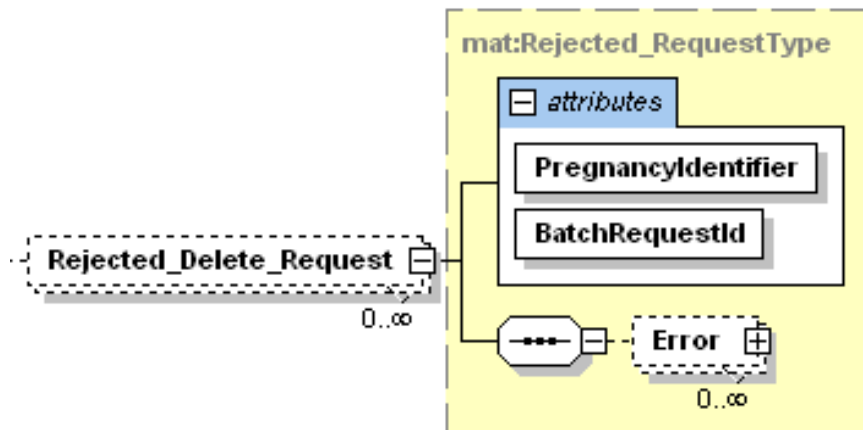 mat:Rejected_RequestType
attributes
PregnancyIdentifier
BatchRequestId
Rejected_Delete_Request
0..∞
Error
0..∞